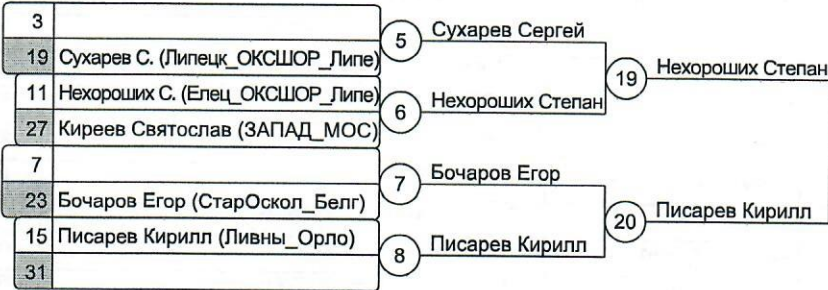 3
19 Сухарев С. (Липецк_ОКСШОР_Липе)
5 Сухарев Сергей
11 Нехороших С. (Елец_ОКСШОР_Липе)
27 Киреев Святослав (ЗАПАД_МОС)
6 Нехороших Степан
19 Нехороших Степан
7
23 Бочаров Егор (СтарОскол_Белг)
7 Бочаров Егор
15 Писарев Кирилл (Ливны_Орло)
31
8 Писарев Кирилл
20 Писарев Кирилл